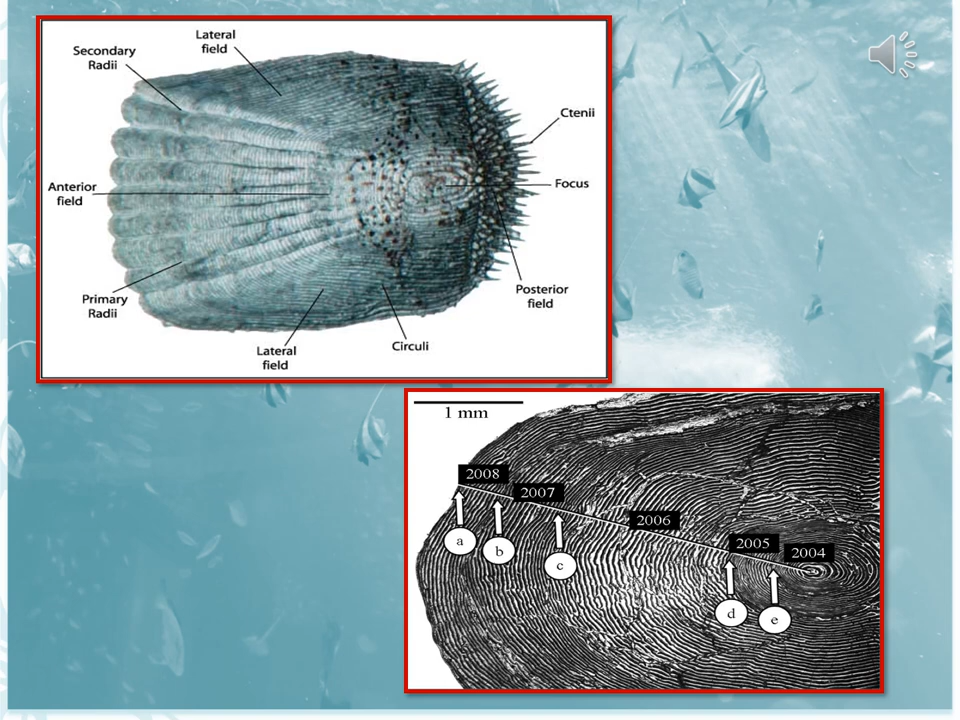 Lateral
field
Secondary
Radii
Ctenii
Focus
Anterior
field
Posterior
field
Primary
Radii
Lateral
field
Circuli
1 mm
2008
2007
2006
2005
2004
a
b
c
d
e